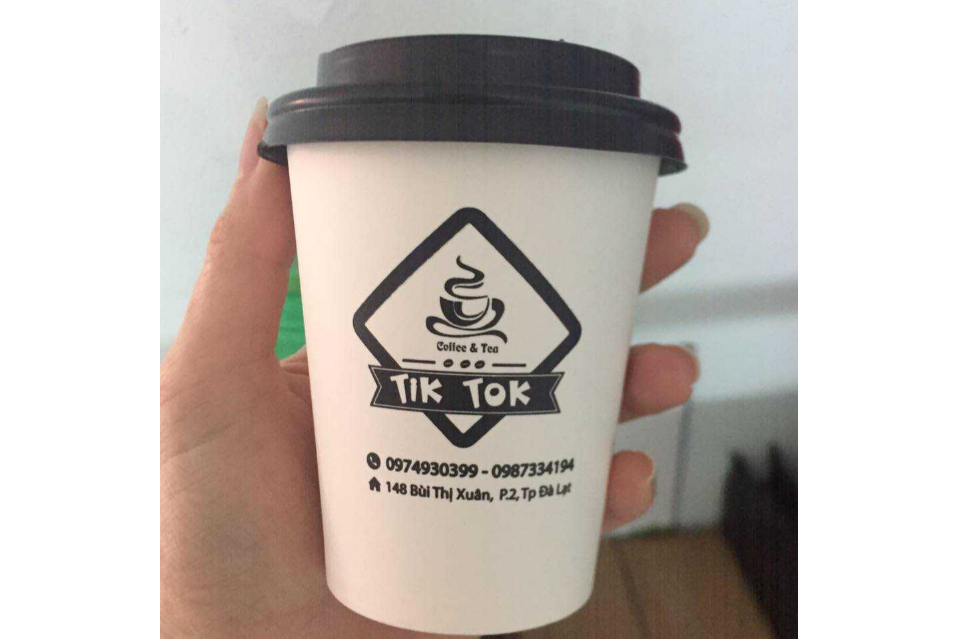 Coffee & Tea
TiK TOK
0974930399 - 0987334194
148 Bùi Thị Xuân, P.2, Tp Đà Lạt